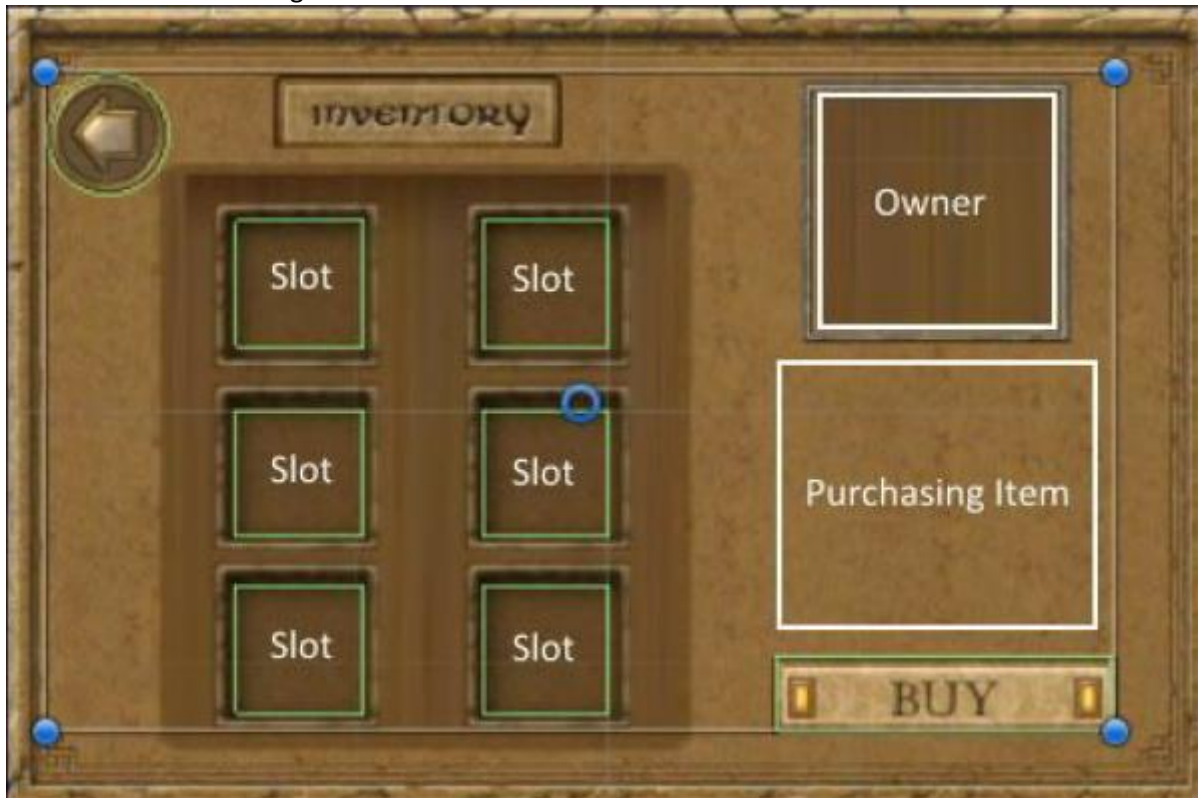 INVENTORY
Owner
Slot
Slot
Slot
Slot
Purchasing Item
Slot
Slot
BUY